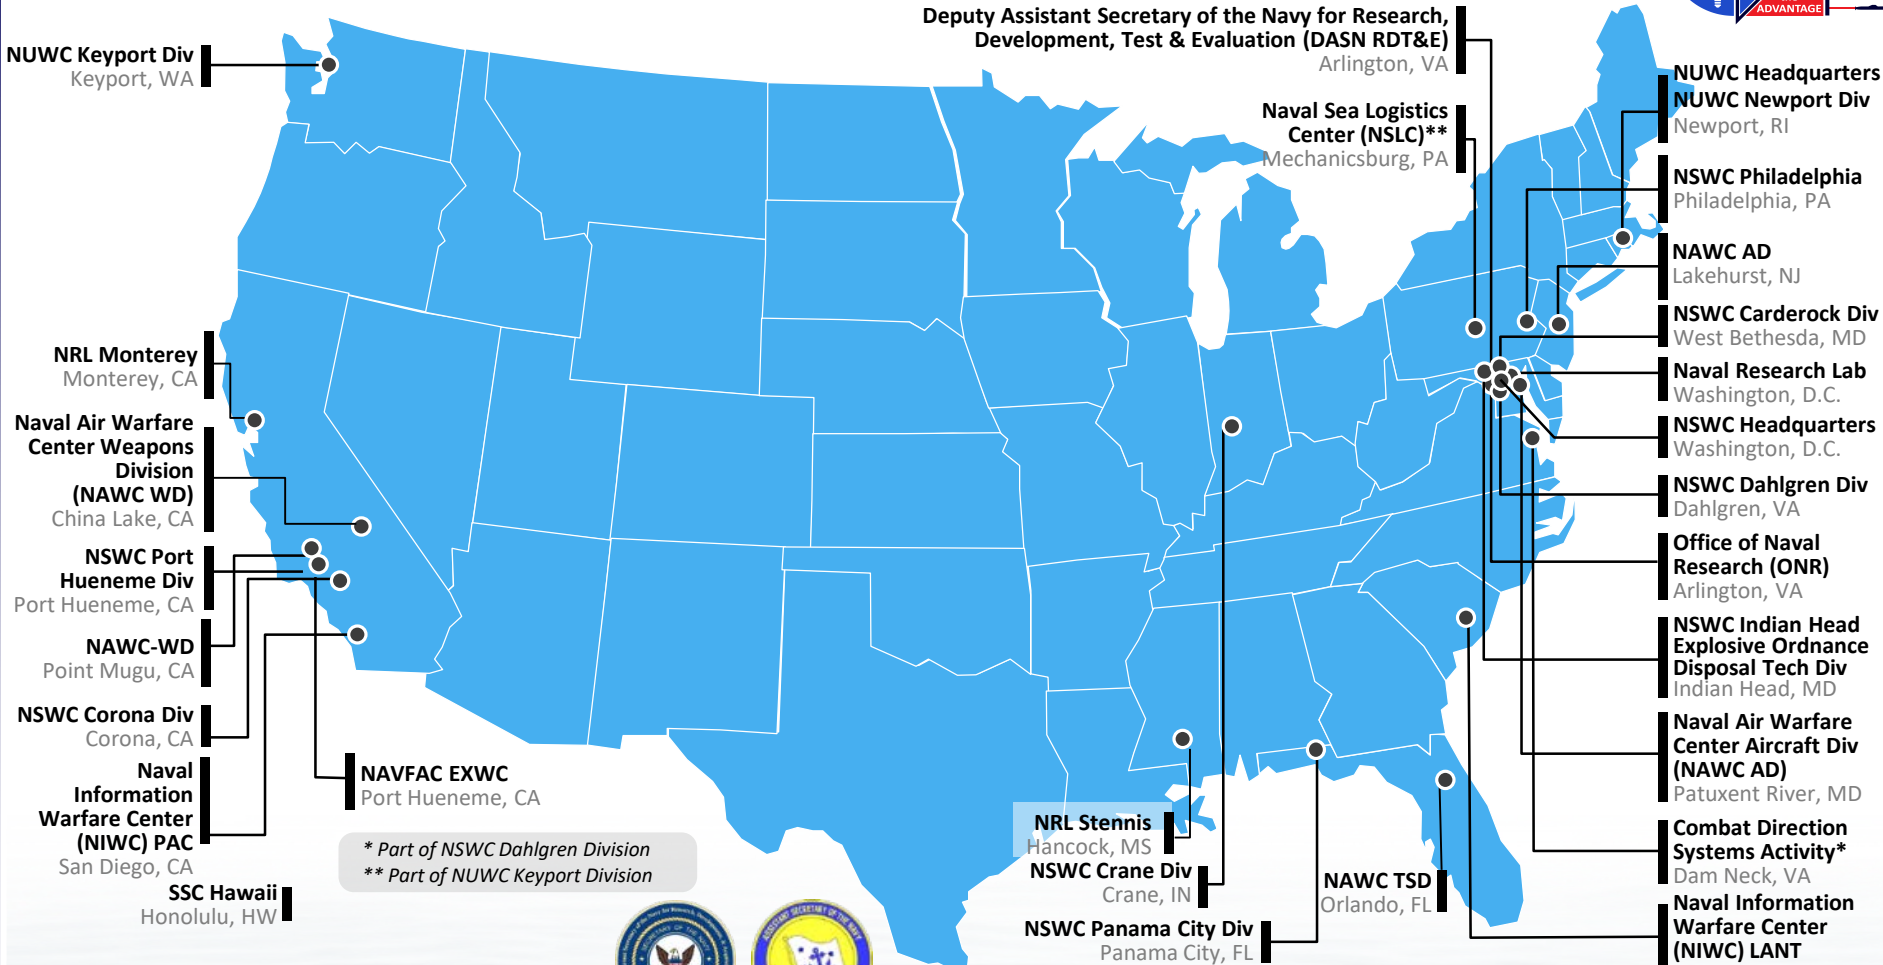 ADVANTAGE
Deputy Assistant Secretary of the Navy for Research,
Development, Test & Evaluation (DASN RDT&E)
Arlington, VA
NUWC Keyport Div
Keyport, WA
Naval Sea Logistics
Center (NSLC)**
Mechanicsburg, PA
NUWC Headquarters
NUWC Newport Div
Newport, RI
NSWC Philadelphia
Philadelphia, PA
NAWC AD
Lakehurst, NJ
NSWC Carderock Div
West Bethesda, MD
Naval Research Lab
Washington, D.C.
NSWC Headquarters
Washington, D.C.
NSWC Dahlgren Div
Dahlgren, VA
Office of Naval
Research (ONR)
Arlington, VA
NSWC Indian Head
Explosive Ordnance
Disposal Tech Div
Indian Head, MD
Naval Air Warfare
Center Aircraft Div
(NAWC AD)
Patuxent River, MD
Combat Direction
Systems Activity*
Dam Neck, VA
Naval Information
Warfare Center
(NIWC) LANT
NRL Monterey
Monterey, CA
Naval Air Warfare
Center Weapons
Division
(NAWC WD)
China Lake, CA
NSWC Port
Hueneme Div
Port Hueneme, CA
NAWC-WD
Point Mugu, CA
NSWC Corona Div
Corona, CA
Naval
Information
Warfare Center
(NIWC) PAC
San Diego, CA
SSC Hawaii
Honolulu, HW
NAVFAC EXWC
Port Hueneme, CA
* Part of NSWC Dahlgren Division
** Part of NUWC Keyport Division
NRL Stennis
Hancock, MS
NSWC Crane Div
Crane, IN
NSWC Panama City Div
Panama City, FL
NAWC TSD
Orlando, FL
SECRETARY OF THE NAVY
ASSISTANT SECRETARY OF THE NAVY